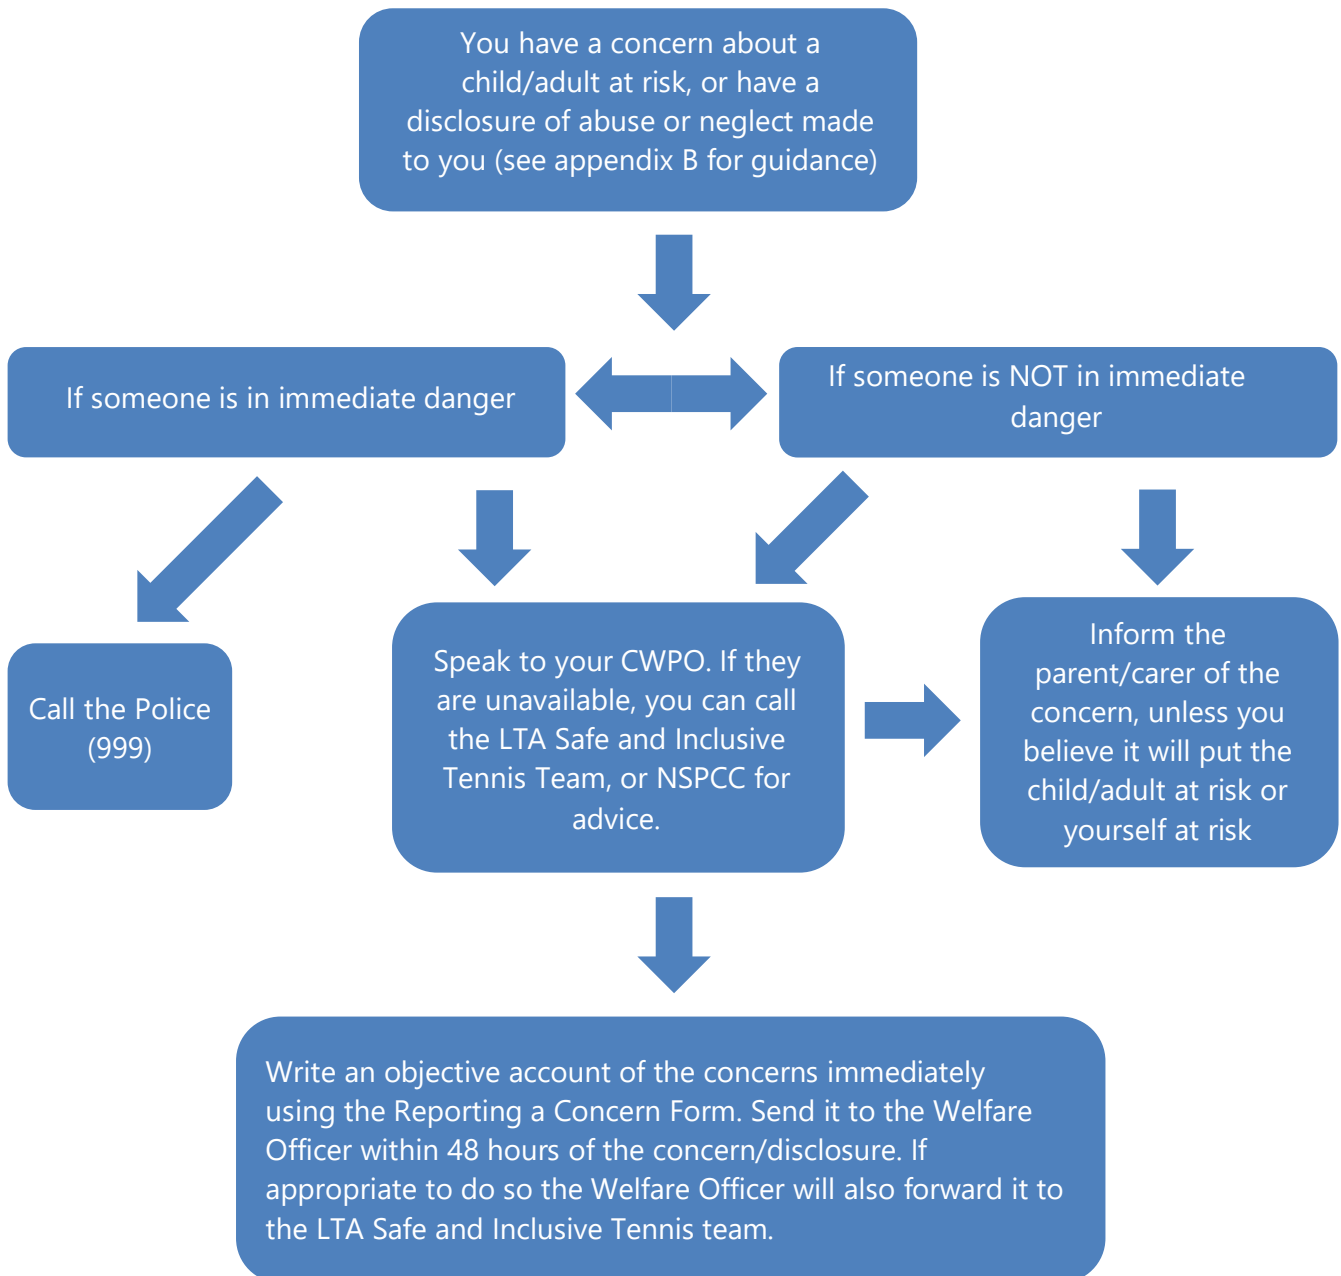 You have a concern about a
child/adult at risk, or have a
disclosure of abuse or neglect made
to you (see appendix B for guidance)
If someone is in immediate danger
If someone is NOT in immediate
danger
Call the Police
(999)
Speak to your CWPO. If they
are unavailable, you can call
the LTA Safe and Inclusive
Tennis Team, or NSPCC for
advice.
Inform the
parent/carer of the
concern, unless you
believe it will put the
child/adult at risk or
yourself at risk
Write an objective account of the concerns immediately
using the Reporting a Concern Form. Send it to the Welfare
Officer within 48 hours of the concern/disclosure. If
appropriate to do so the Welfare Officer will also forward it to
the LTA Safe and Inclusive Tennis team.